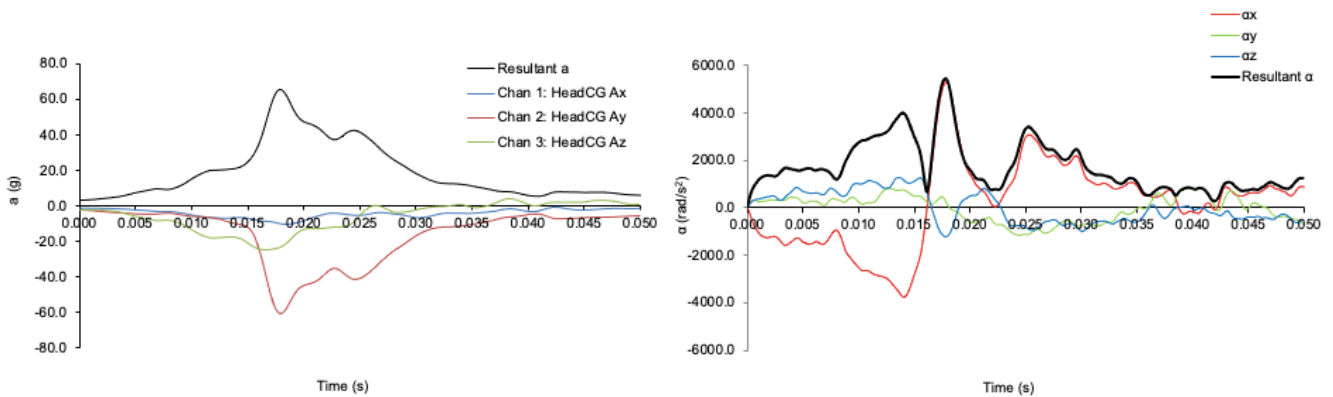 80.0
60.0
40.0
20.0
0.0
-20.0
-40.0
-60.0
-80.0
a (g)
0.000 0.005 0.010 0.015 0.020 0.025 0.030 0.035 0.040 0.045 0.050
Time (s)
Resultant a
Chan 1: HeadCG Ax
Chan 2: HeadCG Ay
Chan 3: HeadCG Az
αx
αy
αz
Resultant α
6000.0
4000.0
2000.0
0.0
-2000.0
-4000.0
-6000.0
α (rad/s²)
0.000 0.005 0.010 0.015 0.020 0.025 0.030 0.035 0.040 0.045 0.050
Time (s)